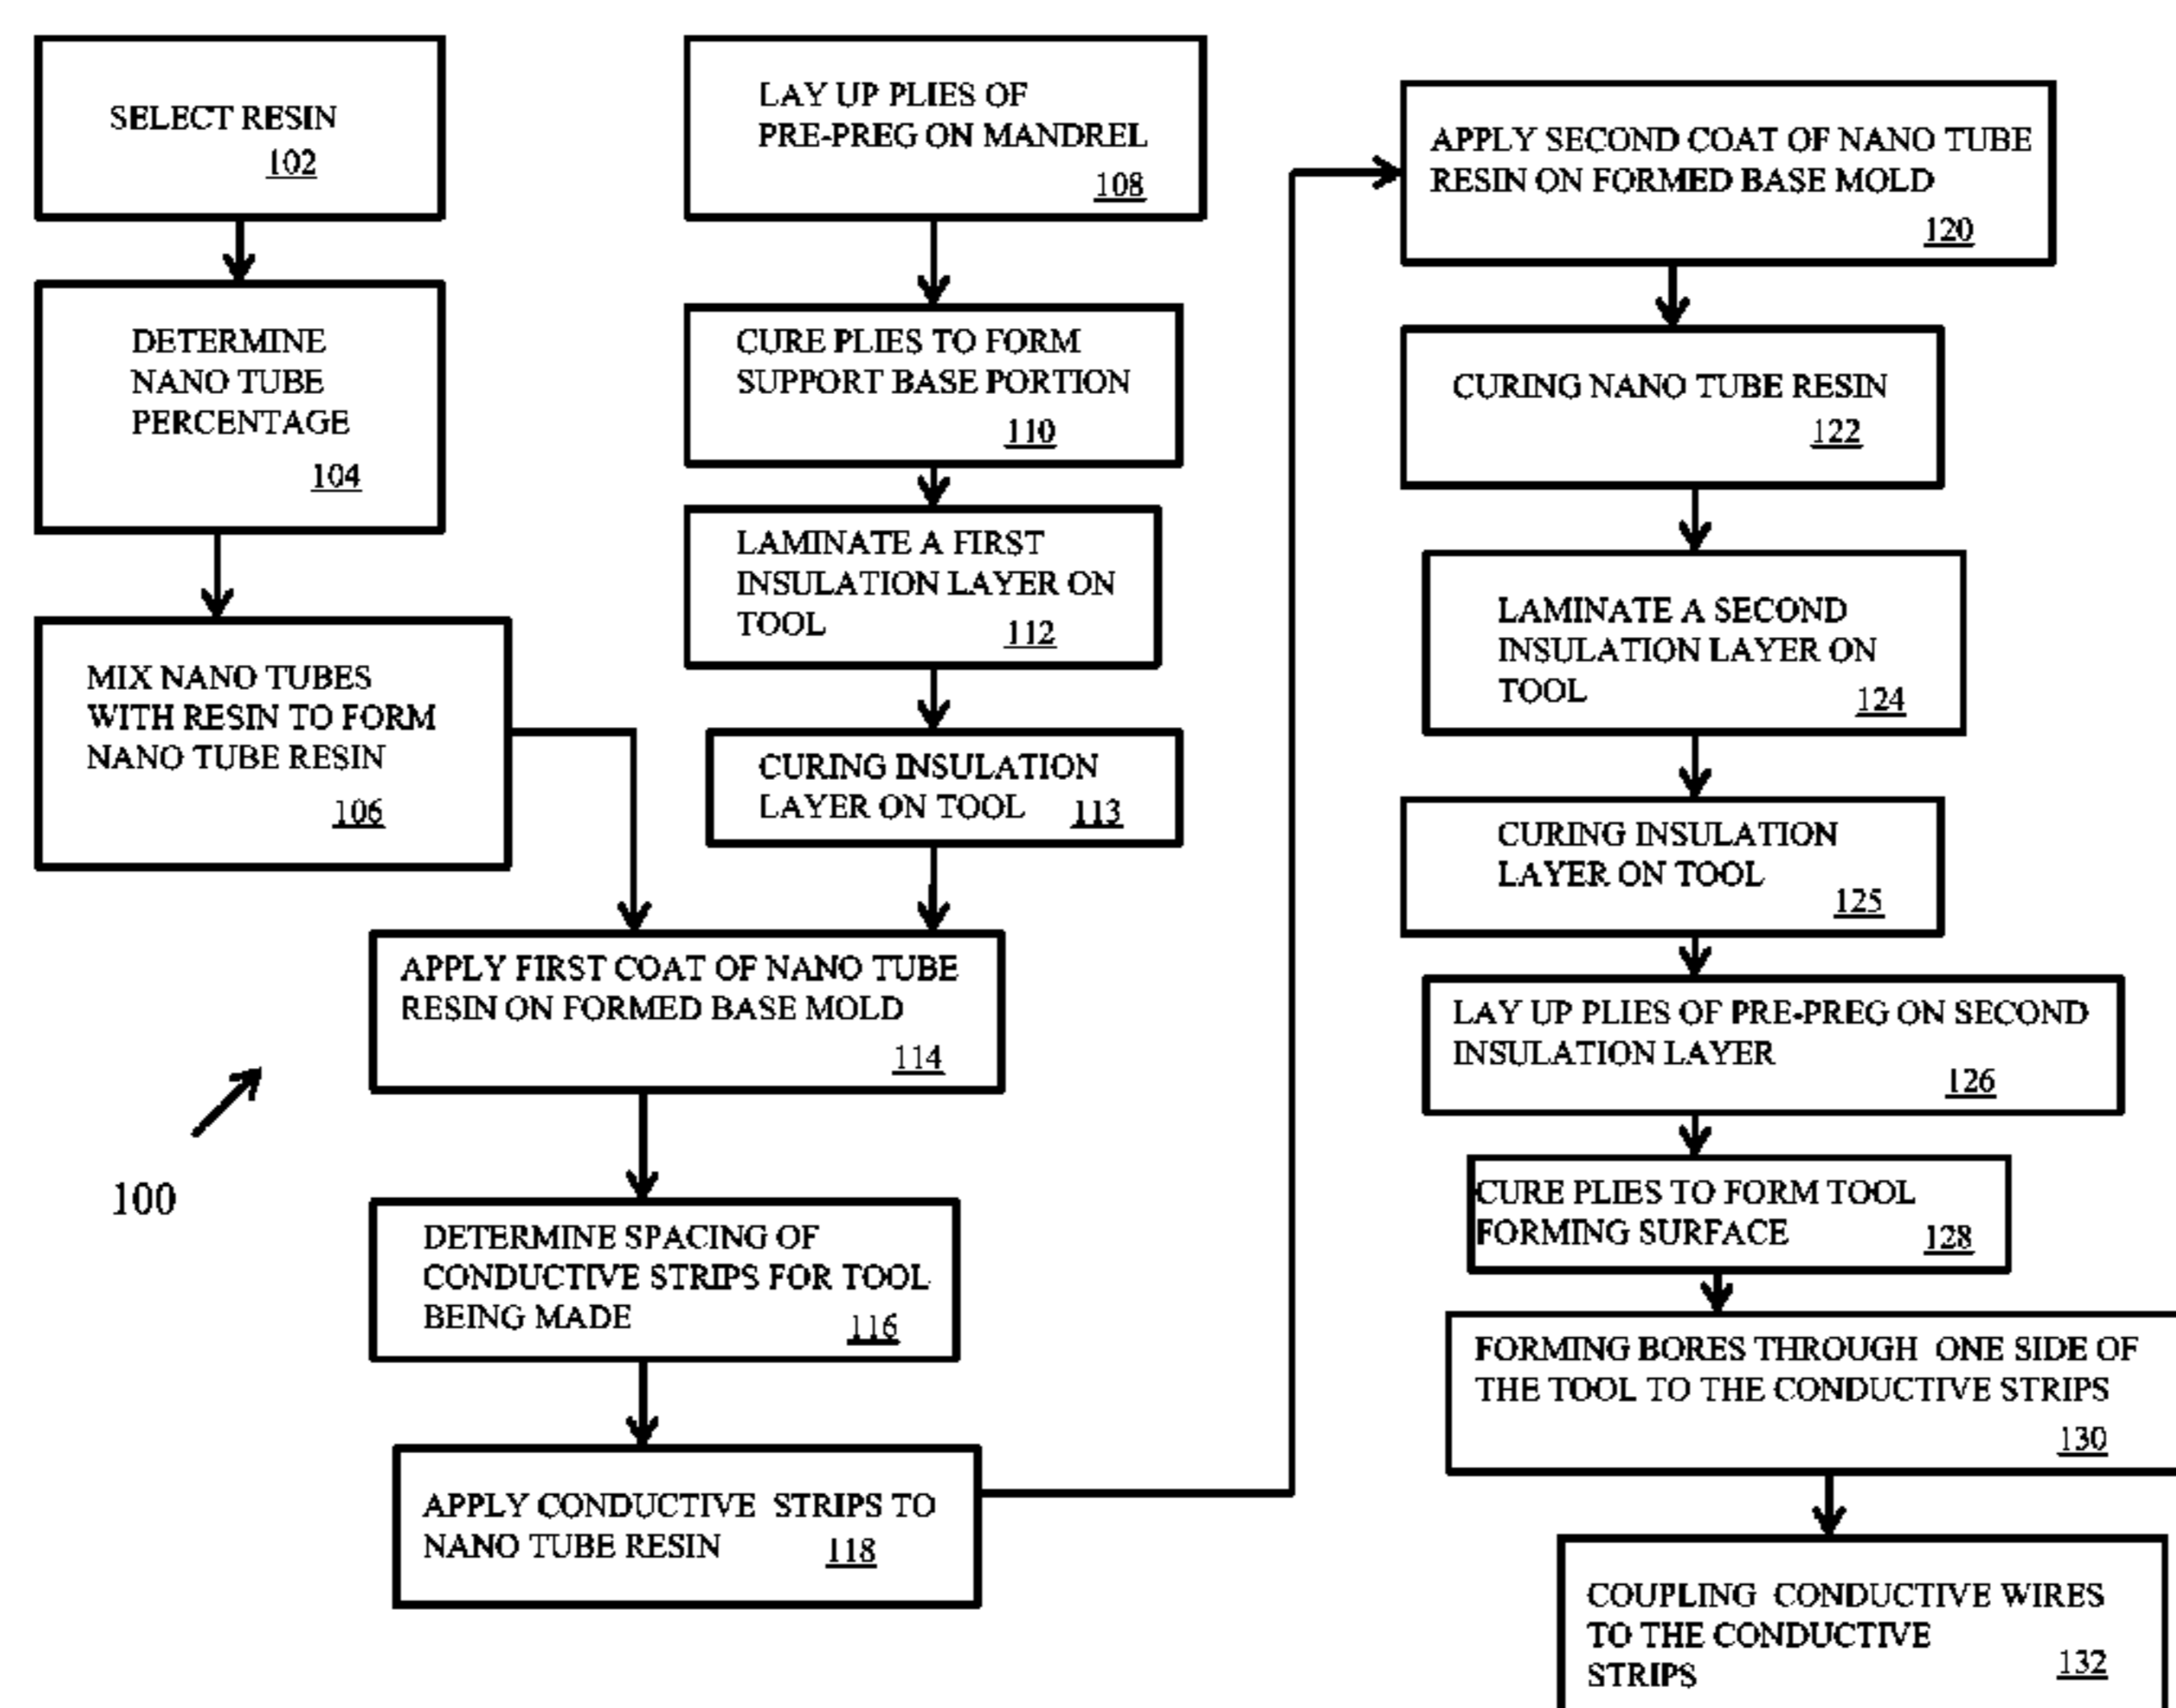 SELECT RESIN
102
DETERMINE
NANO TUBE
PERCENTAGE
104
MIX NANO TUBES
WITH RESIN TO FORM
NANO TUBE RESIN
106
LAY UP PLIES OF
PRE-PREG ON MANDREL
108
CURE PLIES TO FORM
SUPPORT BASE PORTION
110
LAMINATE A FIRST
INSULATION LAYER ON
TOOL 112
CURING INSULATION
LAYER ON TOOL 113
APPLY FIRST COAT OF NANO TUBE
RESIN ON FORMED BASE MOLD
114
DETERMINE SPACING OF
CONDUCTIVE STRIPS FOR TOOL
BEING MADE 116
APPLY CONDUCTIVE STRIPS TO
NANO TUBE RESIN 118
100
APPLY SECOND COAT OF NANO TUBE
RESIN ON FORMED BASE MOLD
120
CURING NANO TUBE RESIN
122
LAMINATE A SECOND
INSULATION LAYER ON
TOOL 124
CURING INSULATION
LAYER ON TOOL
125
LAY UP PLIES OF PRE-PREG ON SECOND
INSULATION LAYER
126
CURE PLIES TO FORM TOOL
FORMING SURFACE 128
FORMING BORES THROUGH ONE SIDE OF
THE TOOL TO THE CONDUCTIVE STRIPS
130
COUPLING CONDUCTIVE WIRES
TO THE CONDUCTIVE
STRIPS 132